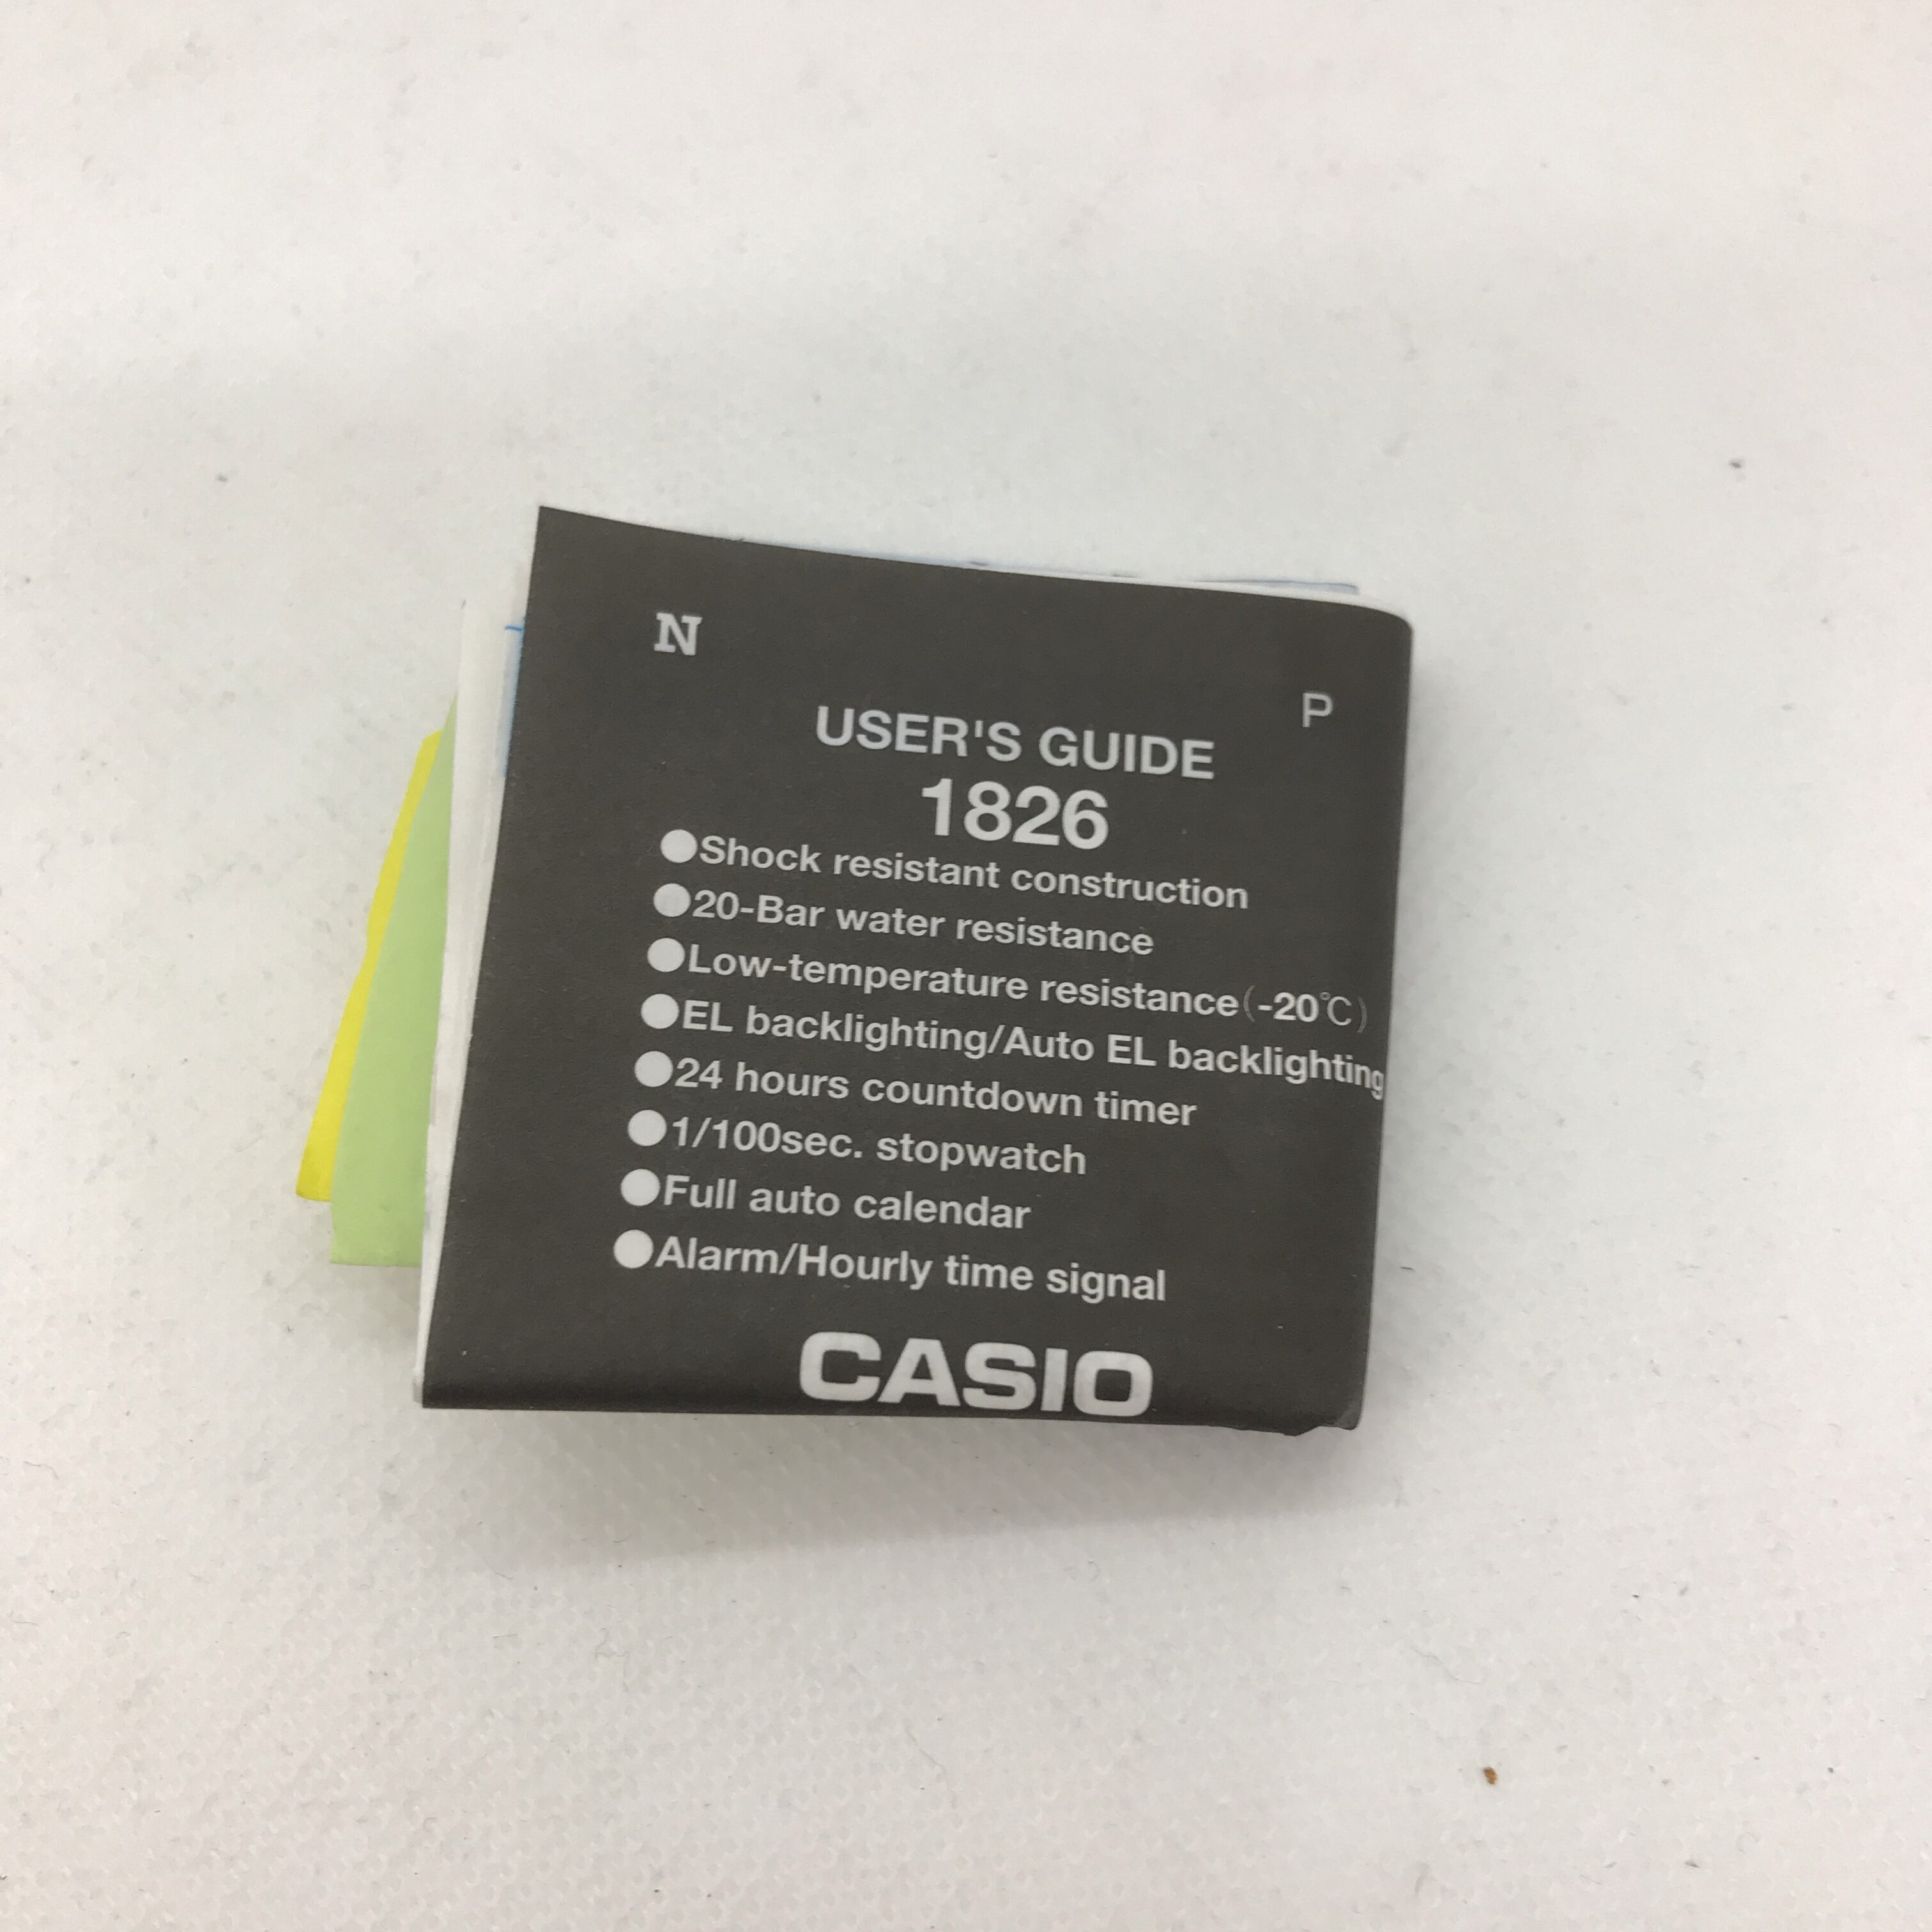 N
P
USER'S GUIDE
1826
●Shock resistant construction
●20-Bar water resistance
●Low-temperature resistance(-20℃)
●EL backlighting/Auto EL backlighting
●24 hours countdown timer
●1/100sec. stopwatch
●Full auto calendar
●Alarm/Hourly time signal
CASIO